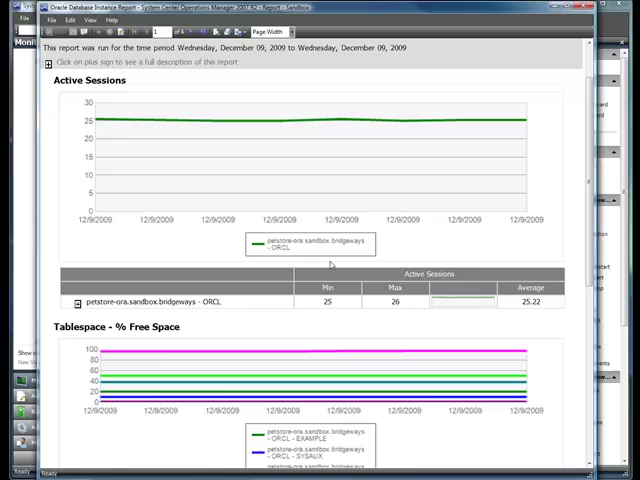 Oracle Database Instance Report - System Center Operations Manager 2007 R2 - Report - Sandbox
File Edit View Help
1 of 4 Page Width
This report was run for the time period Wednesday, December 09, 2009 to Wednesday, December 09, 2009
Click on plus sign to see a full description of this report
Active Sessions
30
25
20
15
10
5
0
12/9/2009 12/9/2009 12/9/2009 12/9/2009 12/9/2009 12/9/2009 12/9/2009 12/9/2009
petstore-ora.sandbox.bridgeways
- ORCL
Active Sessions
Min Max Average
petstore-ora.sandbox.bridgeways - ORCL 25 26 25.22
Tablespace - % Free Space
100
80
60
40
20
0
12/9/2009 12/9/2009 12/9/2009 12/9/2009 12/9/2009 12/9/2009 12/9/2009 12/9/2009
petstore-ora.sandbox.bridgeways
- ORCL - EXAMPLE
petstore-ora.sandbox.bridgeways
- ORCL - SYSAUX
Ready
File
Moni
Show o
New Vi
Ready